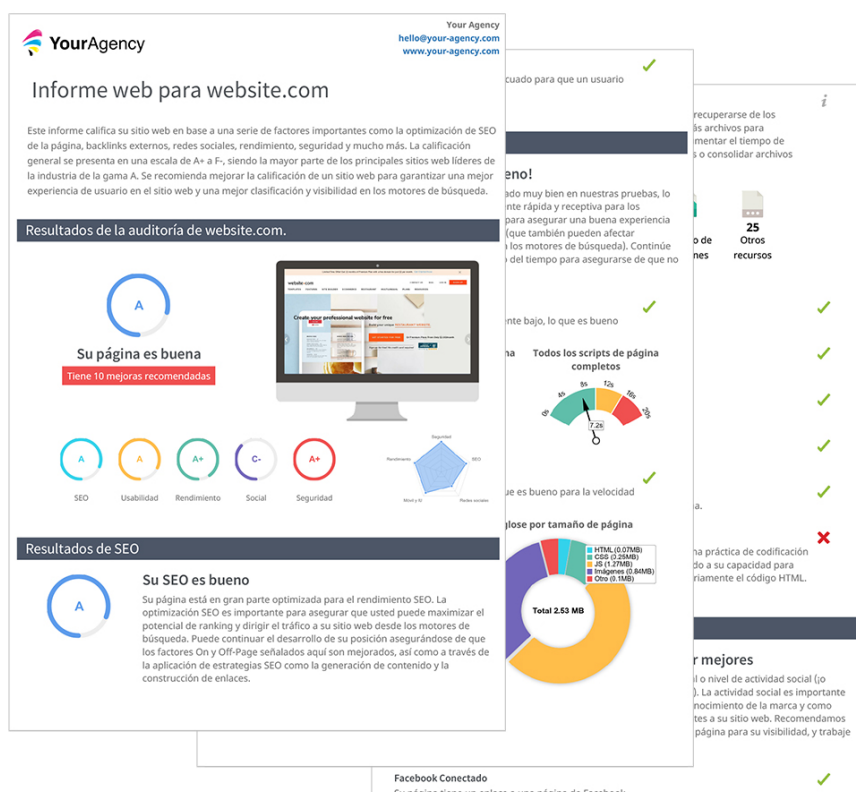 YourAgency
Your Agency
hello@your-agency.com
www.your-agency.com
Informe web para website.com
Este informe califica su sitio web en base a una serie de factores importantes como la optimización de SEO
de la página, backlinks externos, redes sociales, rendimiento, seguridad y mucho más. La calificación
general se presenta en una escala de A+ a F-, siendo la mayor parte de los principales sitios web líderes de
la industria de la gama A. Se recomienda mejorar la calificación de un sitio web para garantizar una mejor
experiencia de usuario en el sitio web y una mejor clasificación y visibilidad en los motores de búsqueda.
Resultados de la auditoría de website.com.
A
Su página es buena
Tiene 10 mejoras recomendadas
website.com
Create your professional website for free
A
A
A+
C-
A+
SEO
Usabilidad
Rendimiento
Social
Seguridad
Seguridad
Rendimiento
SEO
Móvil y IU
Redes sociales
Resultados de SEO
A
Su SEO es bueno
Su página está en gran parte optimizada para el rendimiento SEO. La
optimización SEO es importante para asegurar que usted puede maximizar el
potencial de ranking y dirigir el tráfico a su sitio web desde los motores de
búsqueda. Puede continuar el desarrollo de su posición asegurándose de que
los factores On y Off-Page señalados aquí son mejorados, así como a través de
la aplicación de estrategias SEO como la generación de contenido y la
construcción de enlaces.
cuado para que un usuario
eno!
ado muy bien en nuestras pruebas, lo
nte rápida y receptiva para los
para asegurar una buena experiencia
(que también pueden afectar
los motores de búsqueda). Continúe
del tiempo para asegurarse de que no
nte bajo, lo que es bueno
na
Todos los scripts de página
completos
0s
4s
8s
12s
16s
20s
7.2s
ue es bueno para la velocidad
glose por tamaño de página
HTML (0.07MB)
CSS (0.25MB)
JS (1.27MB)
Imágenes (0.84MB)
Otro (0.1MB)
Total 2.53 MB
i
recuperarse de los
ás archivos para
mentar el tiempo de
s o consolidar archivos
o de
nes
25
Otros
recursos
a.
na práctica de codificación
do a su capacidad para
riamente el código HTML.
r mejores
l o nivel de actividad social (¡o
). La actividad social es importante
nocimiento de la marca y como
tes a su sitio web. Recomendamos
página para su visibilidad, y trabaje
Facebook Conectado